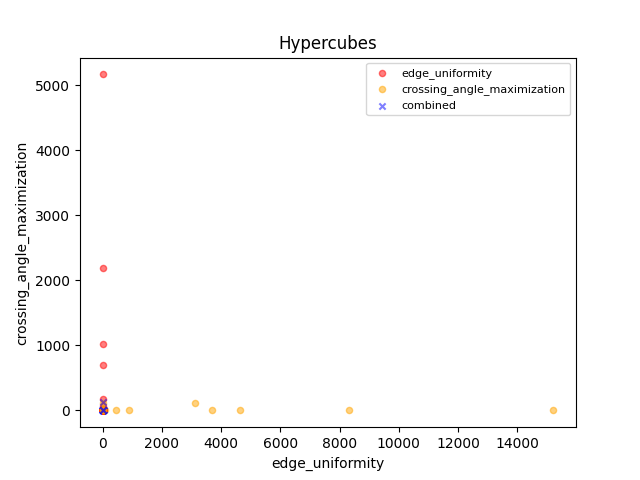 Hypercubes
edge_uniformity
crossing_angle_maximization
combined
crossing_angle_maximization
5000
4000
3000
2000
1000
0
0 2000 4000 6000 8000 10000 12000 14000
edge_uniformity